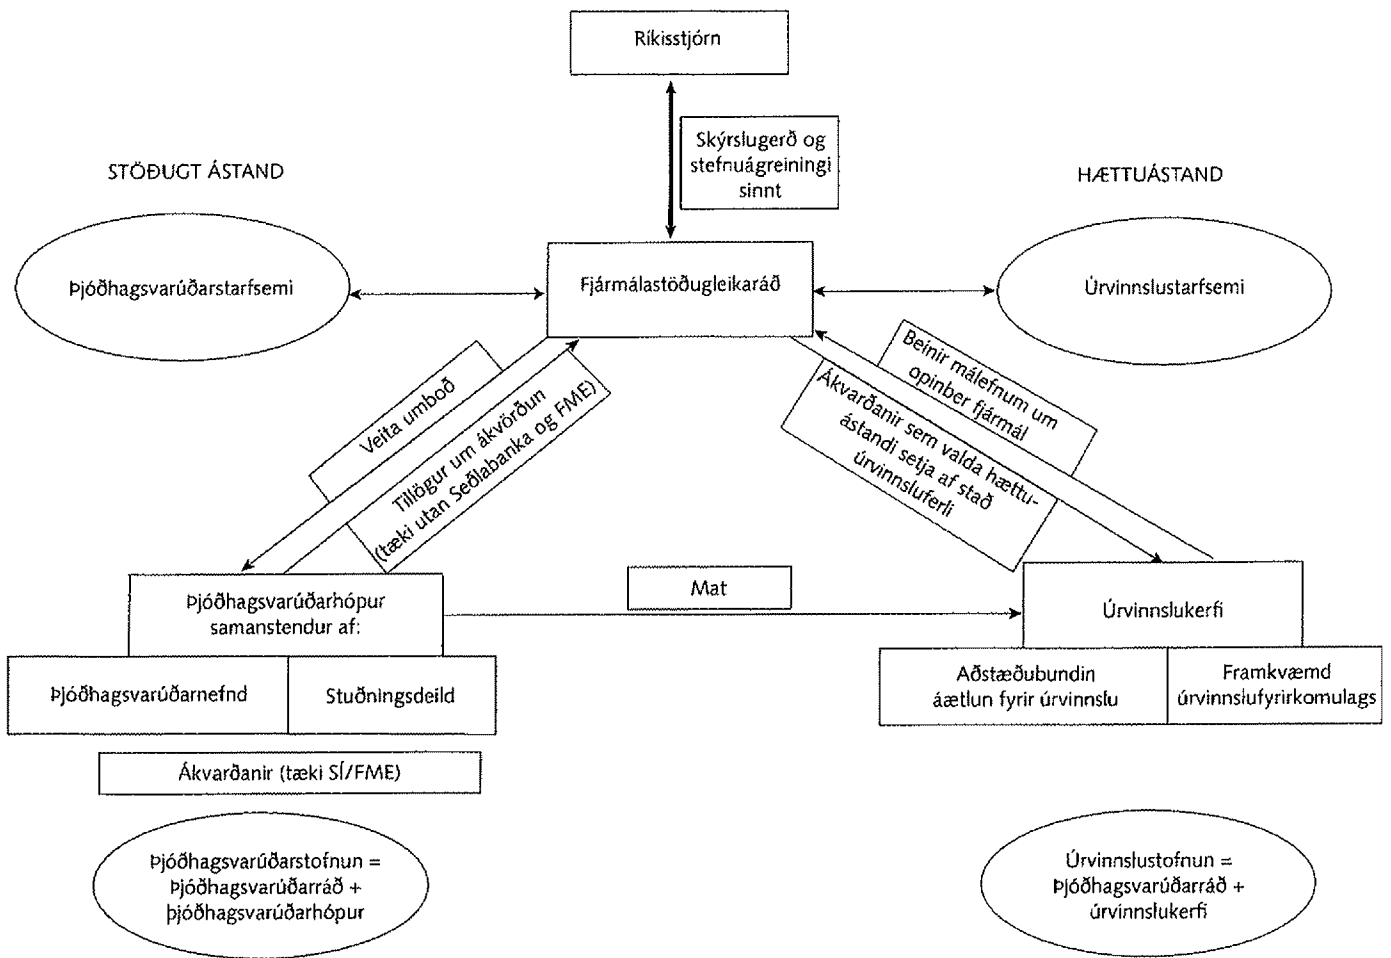 Ríkisstjórn
Skýrslugerð og
stefnuágreiningi
sinnt
STÖÐUGT ÁSTAND
HÆTTUÁSTAND
Þjóðhagsvarúðarstarfsemi
Fjármálastöðugleikaráð
Úrvinnslustarfsemi
Veita umboð
Tillögur um ákvörðun
(tæki utan Seðlabanka og FME)
Beinir málefnum um
opinber fjármál
Ákvarðanir sem valda hættu-
ástandi setja af stað
úrvinnsluferli
Þjóðhagsvarúðarhópur
samanstendur af:
Mat
Úrvinnslukerfi
Þjóðhagsvarúðarnefnd
Stuðningsdeild
Aðstæðubundin
áætlun fyrir úrvinnslu
Framkvæmd
úrvinnslufyrirkomulags
Ákvarðanir (tæki SÍ/FME)
Þjóðhagsvarúðarstofnun =
Þjóðhagsvarúðarráð +
þjóðhagsvarúðarhópur
Úrvinnslustofnun =
Þjóðhagsvarúðarráð +
úrvinnslukerfi